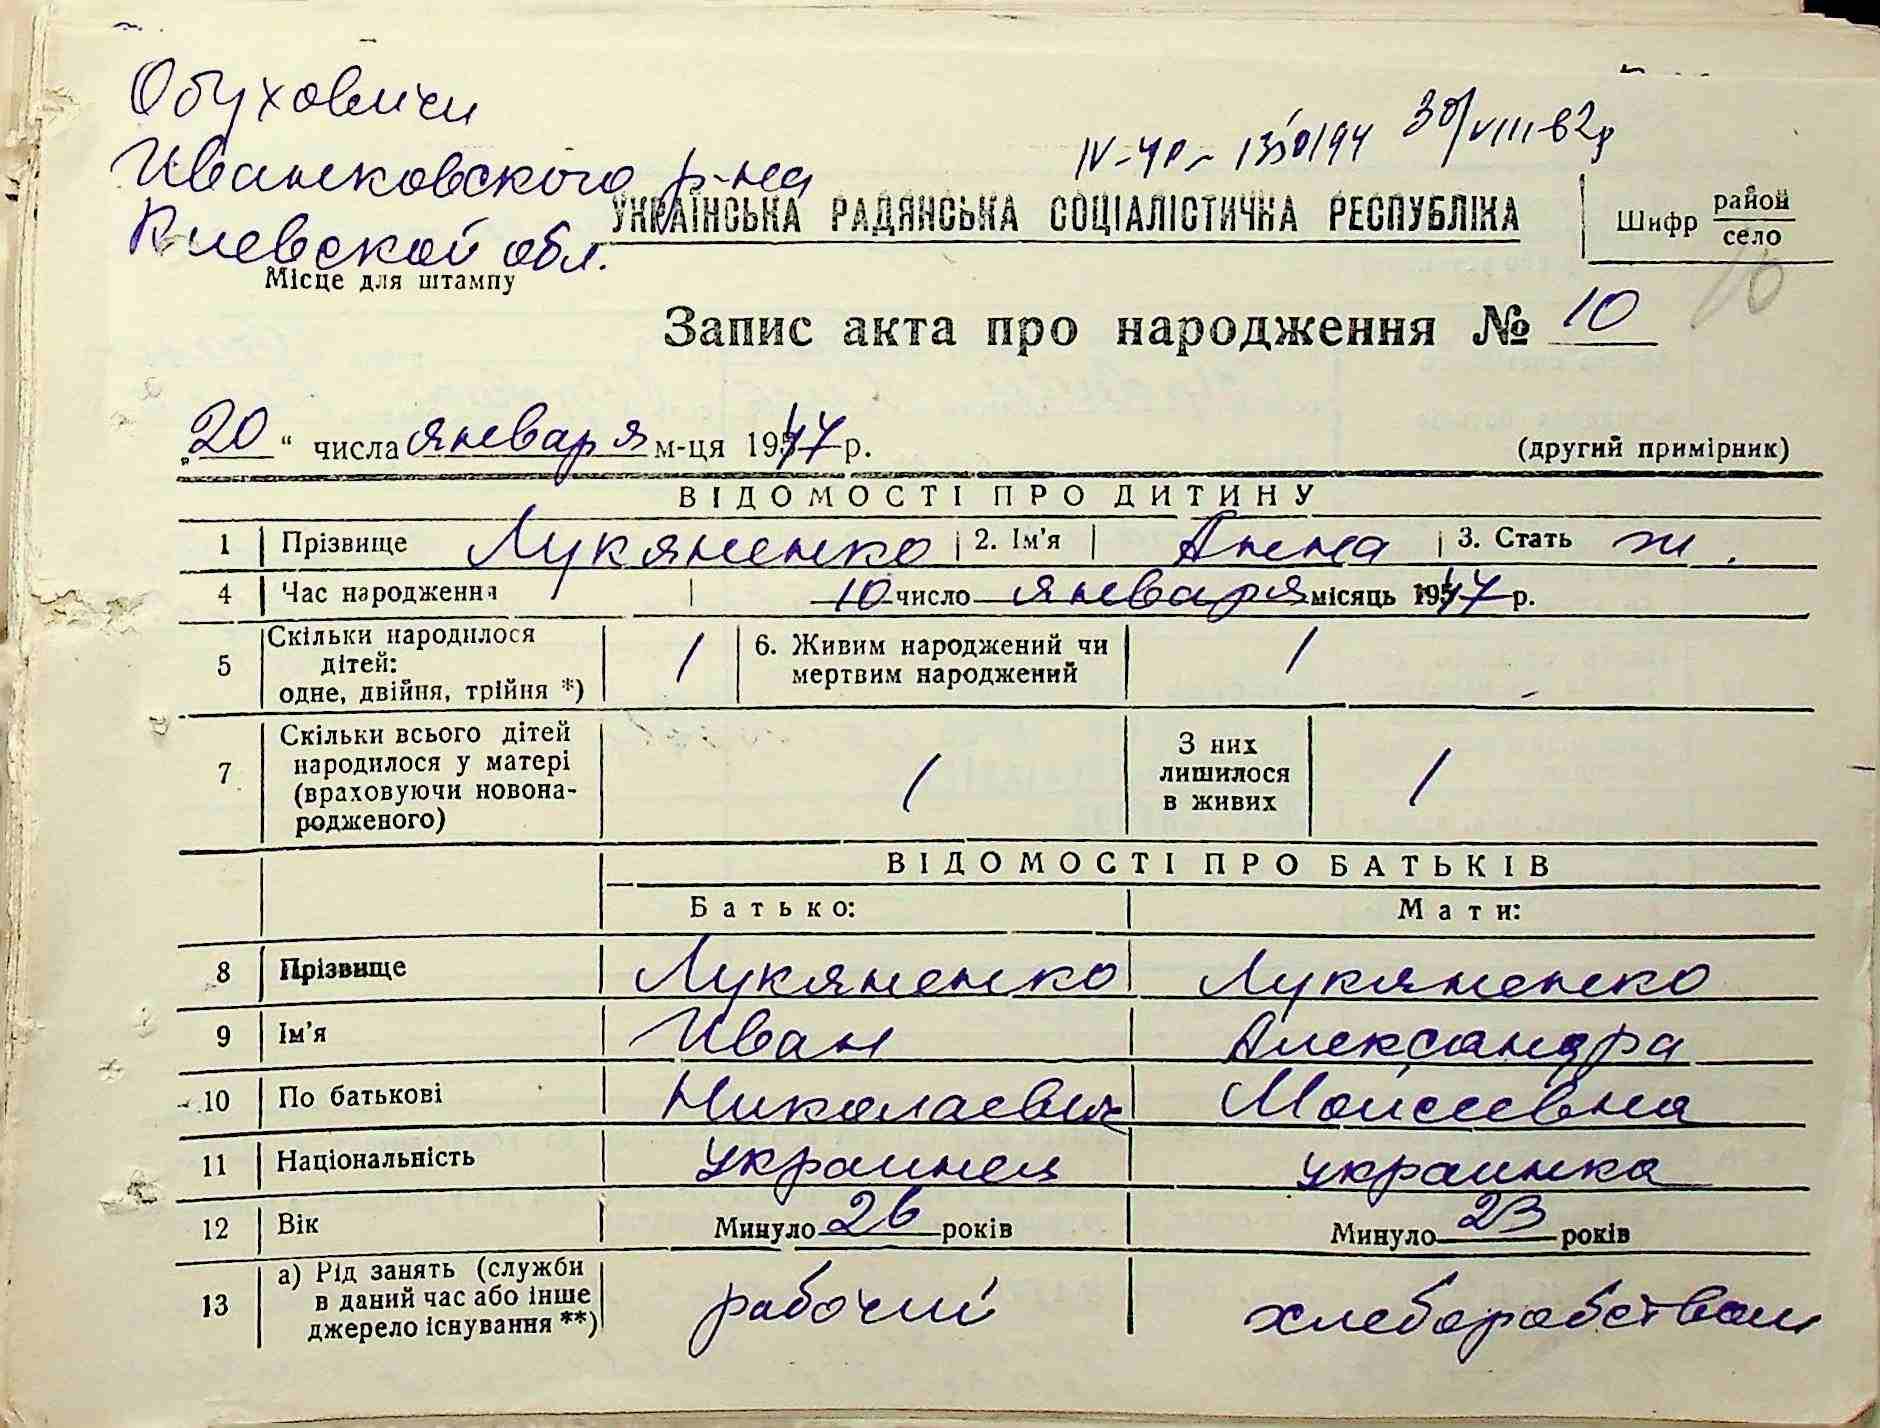 Обуховичи
Иванковского р-на
Киевской обл.
Місце для штампу
30/VIII-62р
УКРАЇНСЬКА РАДЯНСЬКА СОЦІАЛІСТИЧНА РЕСПУБЛІКА
Шифр район
село
Запис акта про народження № 10
10
„20“ числа января м-ця 1947 р.
(другий примірник)
ВІДОМОСТІ ПРО ДИТИНУ
1 Прізвище Лукяненко 2. Ім'я Анна 3. Стать ж.
4 Час народження 10 число января місяць 1947 р.
5 Скільки народилося
дітей:
одне, двійня, трійня *) 1
6. Живим народжений чи
мертвим народжений 1
7 Скільки всього дітей
народилося у матері
(враховуючи новона-
родженого) 1
З них
лишилося
в живих 1
ВІДОМОСТІ ПРО БАТЬКІВ
Батько: Мати:
8 Прізвище Лукяненко Лукяненко
9 Ім'я Иван Александра
10 По батькові Николаевич Моисеевна
11 Національність украинец украинка
12 Вік Минуло 26 років Минуло 23 років
13 а) Рід занять (служби
в даний час або інше
джерело існування **) рабочий хлеборобством